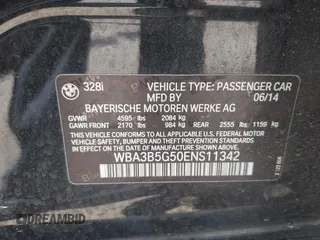 BMW
328i
VEHICLE TYPE: PASSENGER CAR
MFD BY
06/14
BAYERISCHE MOTOREN WERKE AG
GVWR 4595 lbs 2084 kg
GAWR FRONT 2170 lbs 984 kg REAR 2555 lbs 1159 kg
THIS VEHICLE CONFORMS TO ALL APPLICABLE
FEDERAL MOTOR VEHICLE SAFETY, BUMPER,
AND THEFT PREVENTION STANDARDS IN EFFECT
ON THE DATE OF MANUFACTURE SHOWN ABOVE.
WBA3B5G50ENS11342
DREAMBID